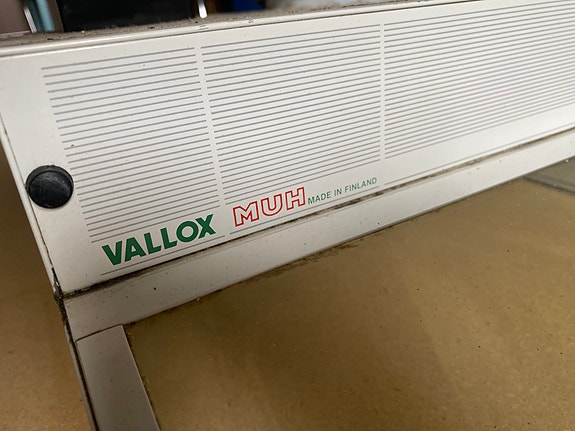 VALLOX MUH MADE IN FINLAND